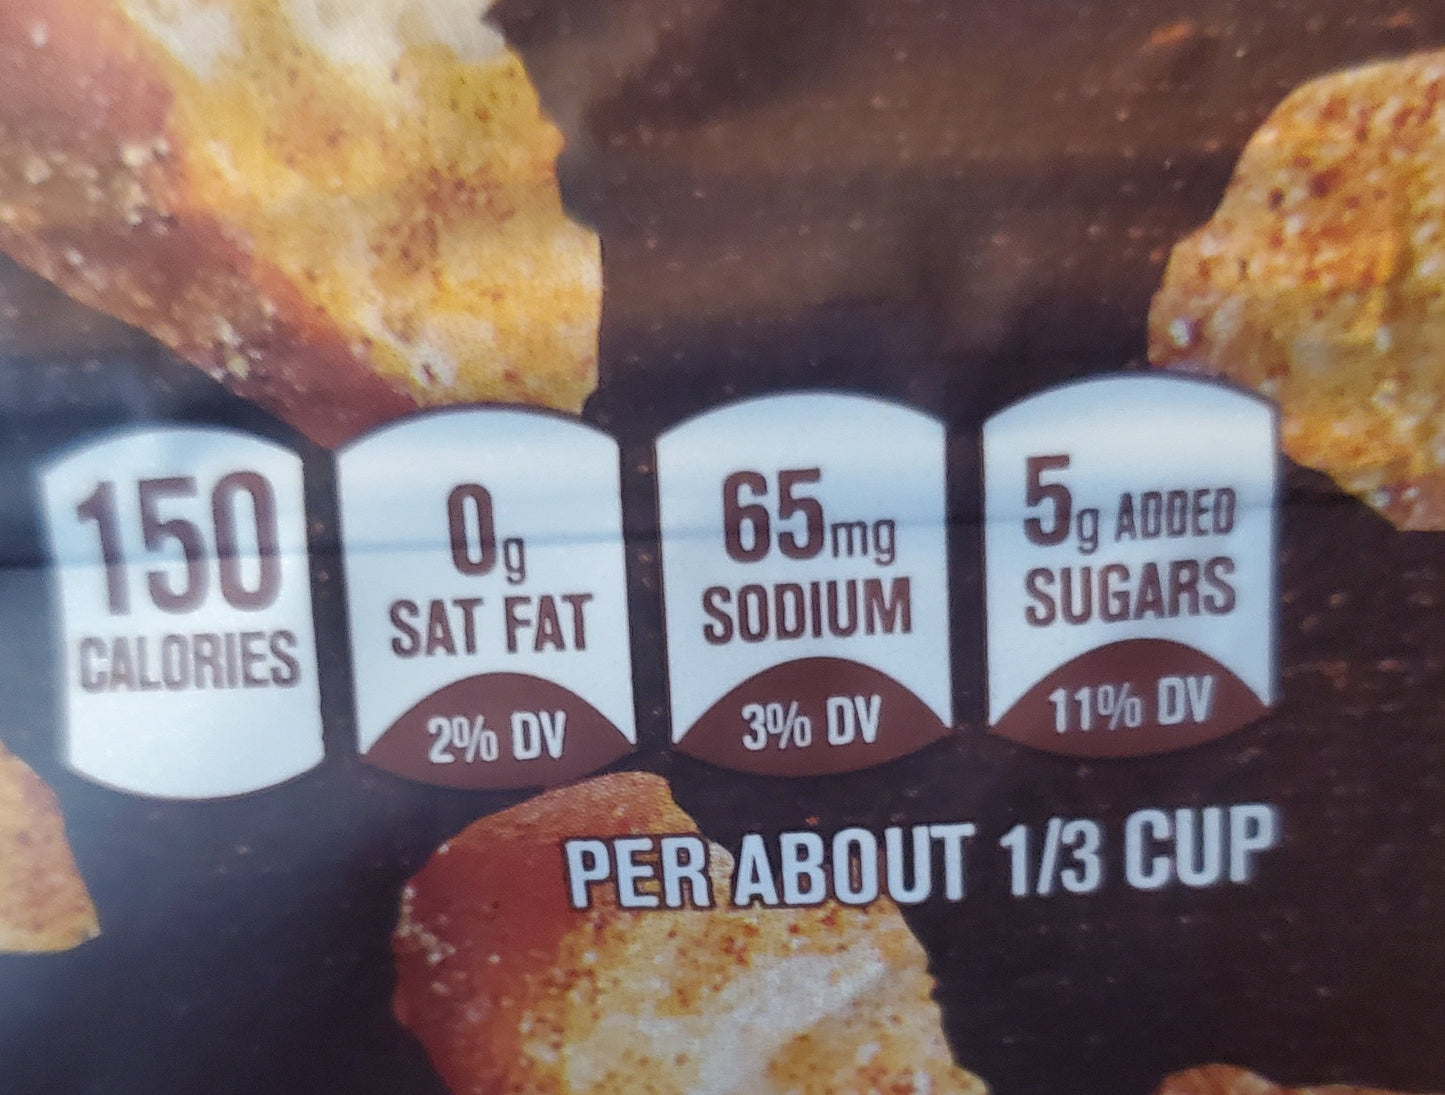 150
CALORIES
0g
SAT FAT
2% DV
65mg
SODIUM
3% DV
5g ADDED
SUGARS
11% DV
PER ABOUT 1/3 CUP